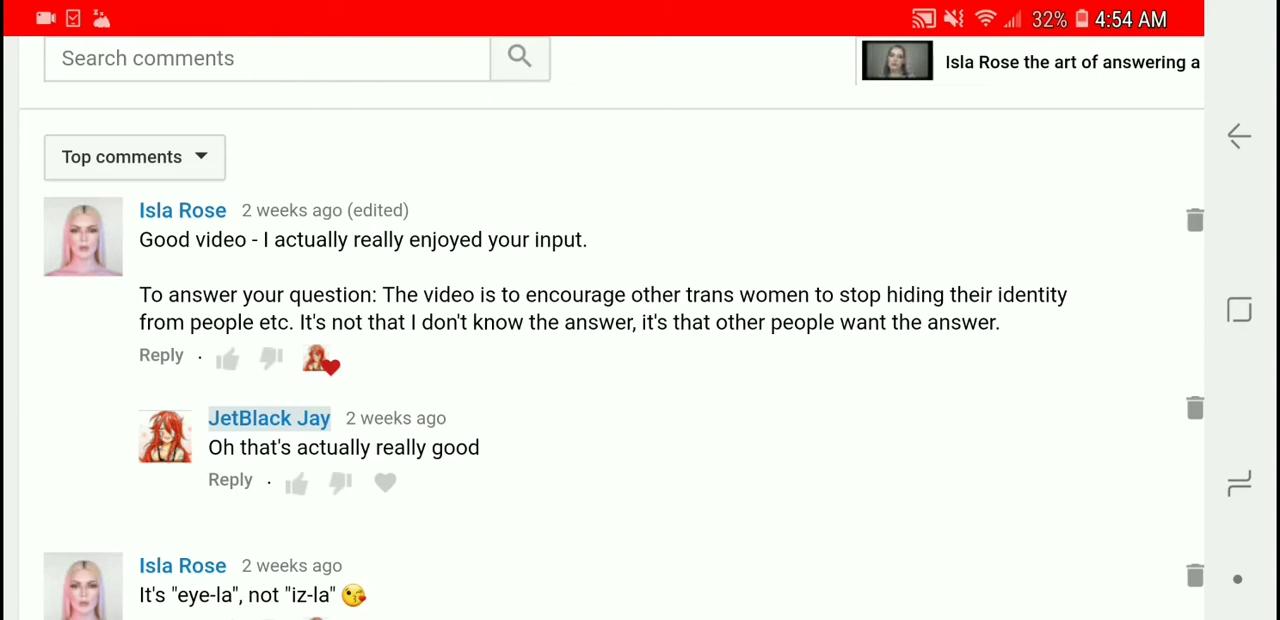 32% 4:54 AM
Search comments
Isla Rose the art of answering a
Top comments
Isla Rose 2 weeks ago (edited)
Good video - I actually really enjoyed your input.
To answer your question: The video is to encourage other trans women to stop hiding their identity
from people etc. It's not that I don't know the answer, it's that other people want the answer.
Reply
JetBlack Jay 2 weeks ago
Oh that's actually really good
Reply
Isla Rose 2 weeks ago
It's "eye-la", not "iz-la" 😘